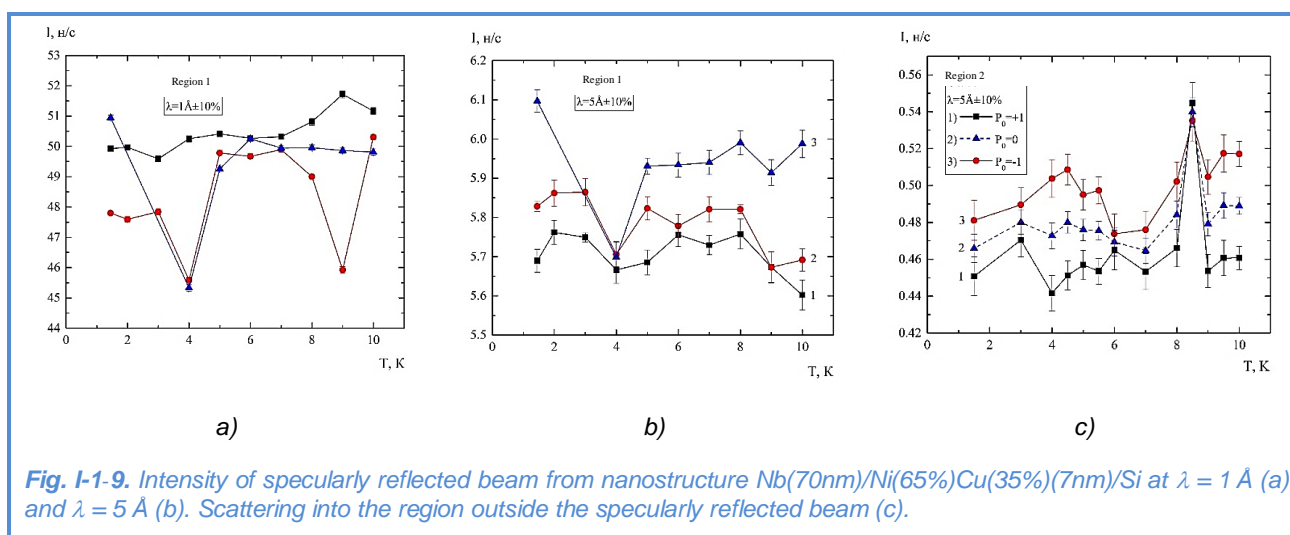 I, н/с
53
52
51
50
49
48
47
46
45
44
0
2
4
6
8
10
T, K
Region 1
λ=1Å±10%
a)
I, н/с
6.2
6.1
6.0
5.9
5.8
5.7
5.6
5.5
0
2
4
6
8
10
T, K
Region 1
λ=5Å±10%
3
2
1
b)
I, н/с
0.56
0.54
0.52
0.50
0.48
0.46
0.44
0.42
0
2
4
6
8
10
T, K
Region 2
λ=5Å±10%
1) P₀=+1
2) P₀=0
3) P₀=-1
3
2
1
c)
Fig. I-1-9. Intensity of specularly reflected beam from nanostructure Nb(70nm)/Ni(65%)Cu(35%)(7nm)/Si at λ = 1 Å (a)
and λ = 5 Å (b). Scattering into the region outside the specularly reflected beam (c).